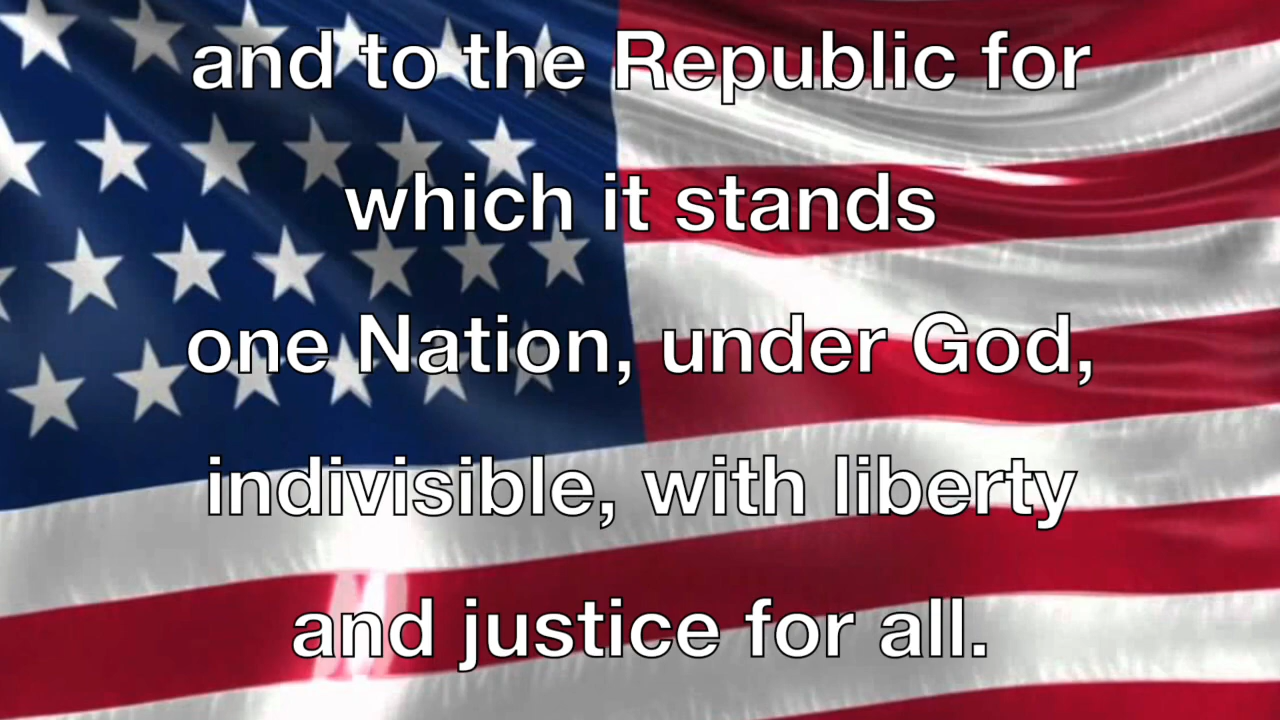 and to the Republic for
which it stands
one Nation, under God,
indivisible, with liberty
and justice for all.